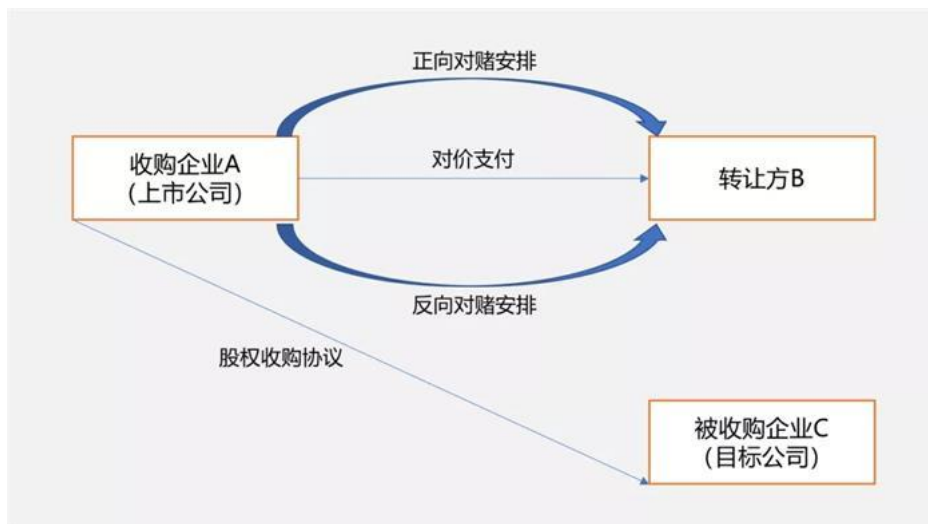 正向对赌安排
收购企业A
（上市公司）
对价支付
转让方B
反向对赌安排
股权收购协议
被收购企业C
（目标公司）